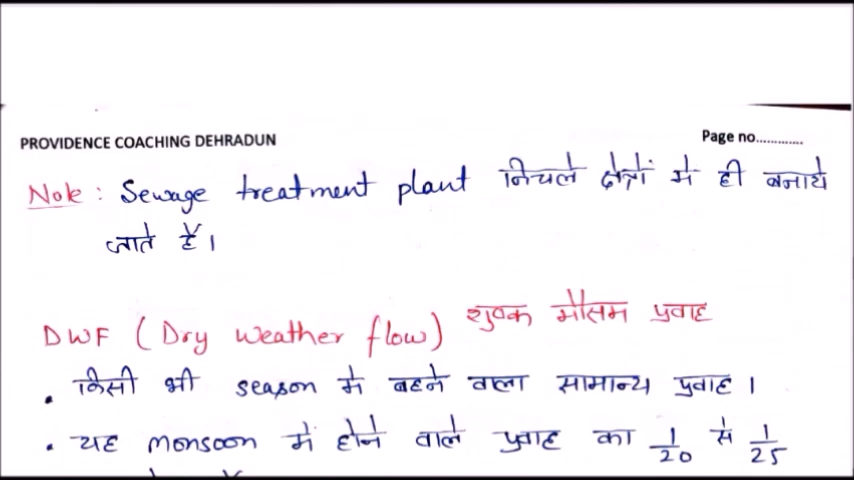 PROVIDENCE COACHING DEHRADUN Page no.............
Note : Sewage treatment plant निचले क्षेत्रों मे ही बनाये
जाते हैं।
DWF ( Dry weather flow) शुष्क मौसम प्रवाह
• किसी भी season मे बहने वाला सामान्य प्रवाह ।
• यह monsoon में होने वाले प्रवाह का 1/20 से 1/25